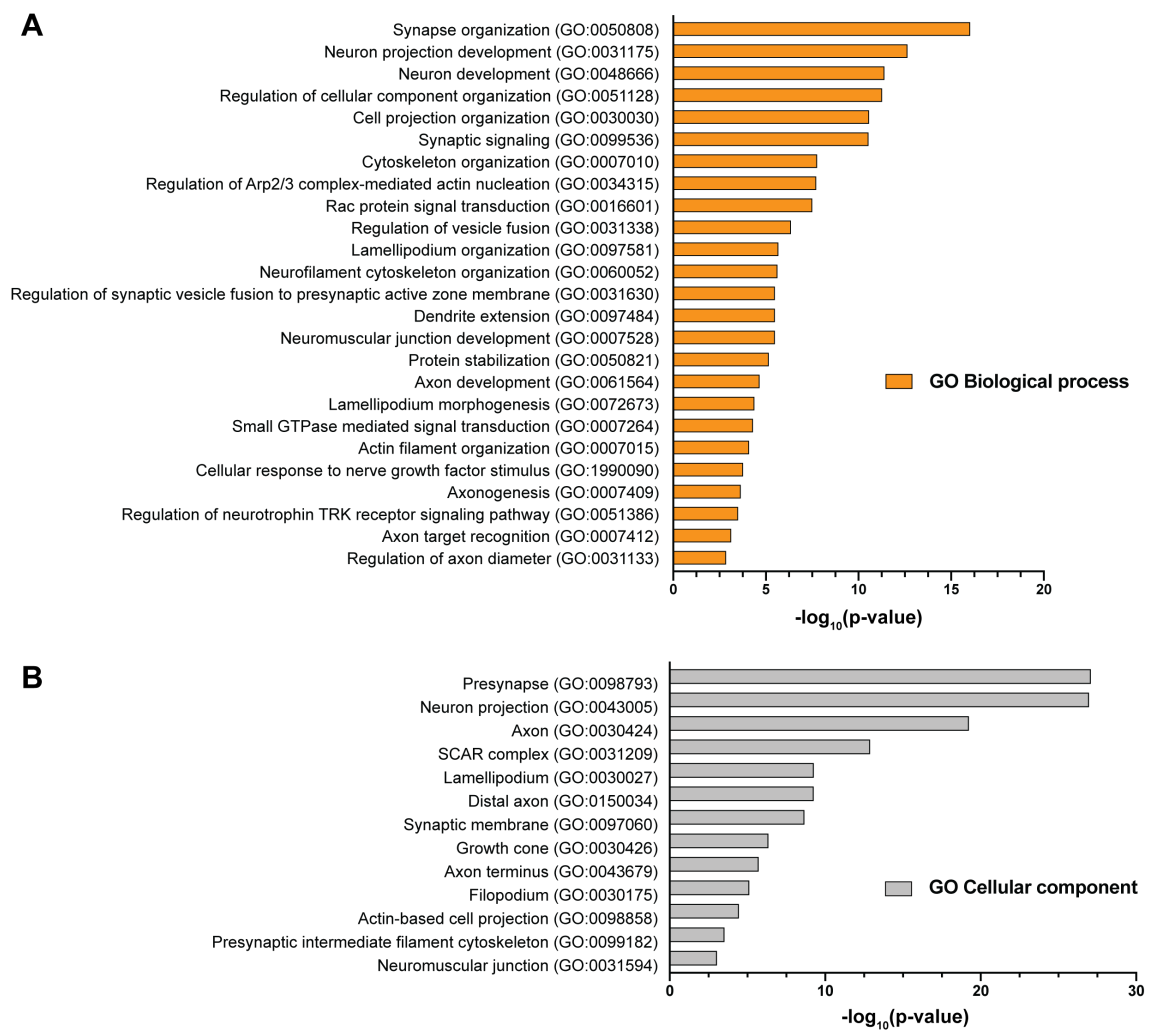 A
Synapse organization (GO:0050808)
Neuron projection development (GO:0031175)
Neuron development (GO:0048666)
Regulation of cellular component organization (GO:0051128)
Cell projection organization (GO:0030030)
Synaptic signaling (GO:0099536)
Cytoskeleton organization (GO:0007010)
Regulation of Arp2/3 complex-mediated actin nucleation (GO:0034315)
Rac protein signal transduction (GO:0016601)
Regulation of vesicle fusion (GO:0031338)
Lamellipodium organization (GO:0097581)
Neurofilament cytoskeleton organization (GO:0060052)
Regulation of synaptic vesicle fusion to presynaptic active zone membrane (GO:0031630)
Dendrite extension (GO:0097484)
Neuromuscular junction development (GO:0007528)
Protein stabilization (GO:0050821)
Axon development (GO:0061564)
Lamellipodium morphogenesis (GO:0072673)
Small GTPase mediated signal transduction (GO:0007264)
Actin filament organization (GO:0007015)
Cellular response to nerve growth factor stimulus (GO:1990090)
Axonogenesis (GO:0007409)
Regulation of neurotrophin TRK receptor signaling pathway (GO:0051386)
Axon target recognition (GO:0007412)
Regulation of axon diameter (GO:0031133)
GO Biological process
0 5 10 15 20
-log10(p-value)
B
Presynapse (GO:0098793)
Neuron projection (GO:0043005)
Axon (GO:0030424)
SCAR complex (GO:0031209)
Lamellipodium (GO:0030027)
Distal axon (GO:0150034)
Synaptic membrane (GO:0097060)
Growth cone (GO:0030426)
Axon terminus (GO:0043679)
Filopodium (GO:0030175)
Actin-based cell projection (GO:0098858)
Presynaptic intermediate filament cytoskeleton (GO:0099182)
Neuromuscular junction (GO:0031594)
GO Cellular component
0 10 20 30
-log10(p-value)